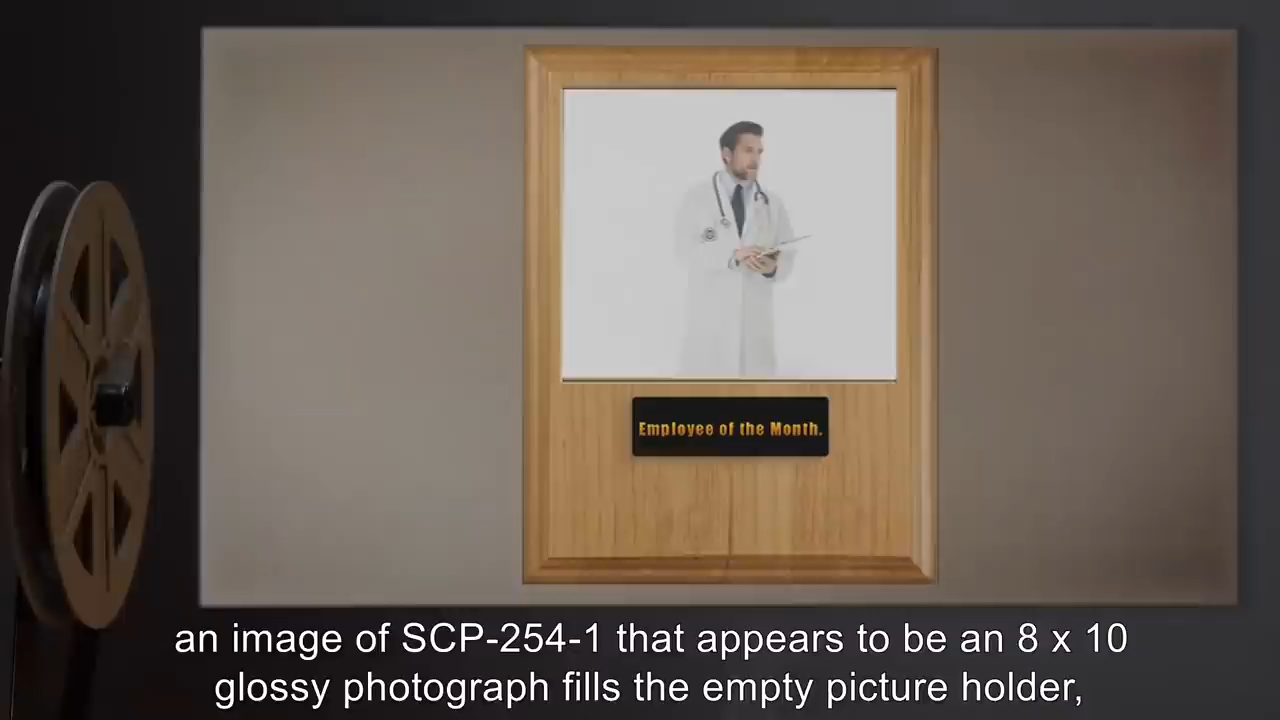 Employee of the Month.
an image of SCP-254-1 that appears to be an 8 x 10
glossy photograph fills the empty picture holder,